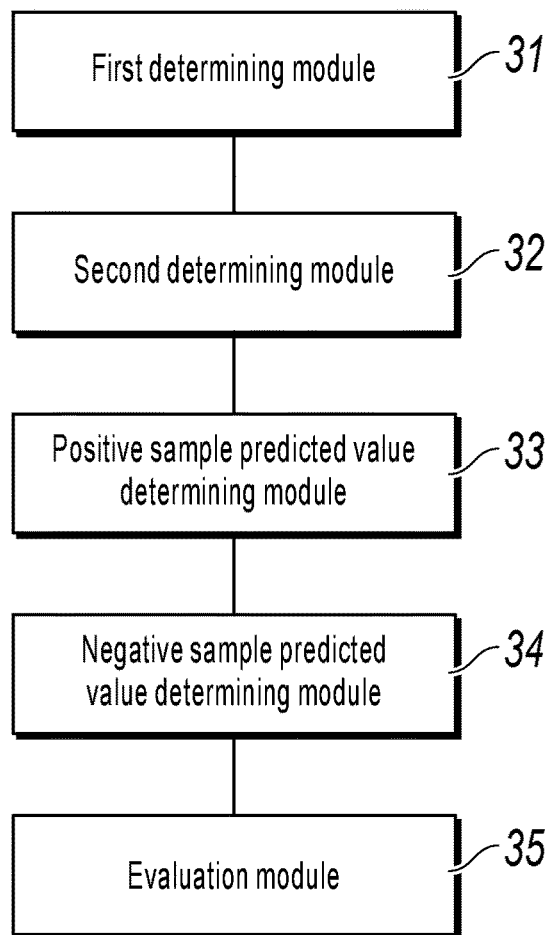 First determining module
31
Second determining module
32
Positive sample predicted value
determining module
33
Negative sample predicted
value determining module
34
Evaluation module
35